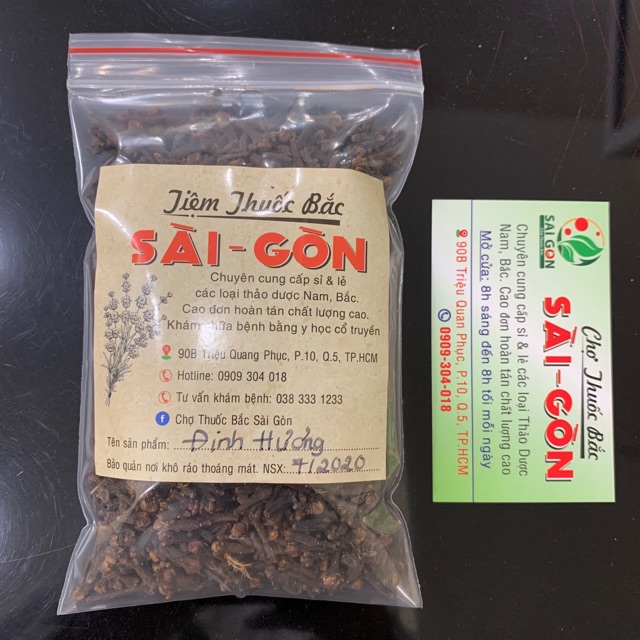 Tiệm Thuốc Bắc
SÀI-GÒN
Chuyên cung cấp sỉ & lẻ
các loại thảo dược Nam, Bắc.
Cao đơn hoàn tán chất lượng cao.
Khám chữa bệnh bằng y học cổ truyền
90B Triệu Quang Phục, P.10, Q.5, TP.HCM
Hotline: 0909 304 018
Tư vấn khám bệnh: 038 333 1233
Chợ Thuốc Bắc Sài Gòn
Tên sản phẩm: Đinh Hương
Bảo quản nơi khô ráo thoáng mát. NSX: 7/2020
SÀI GÒN
Chợ Thuốc Bắc
SÀI-GÒN
Chuyên cung cấp sỉ & lẻ các loại Thảo Dược
Nam, Bắc. Cao đơn hoàn tán chất lượng cao
Mở cửa: 8h sáng đến 8h tối mỗi ngày
90B Triệu Quang Phục, P.10, Q.5, TP.HCM
0909-304-018